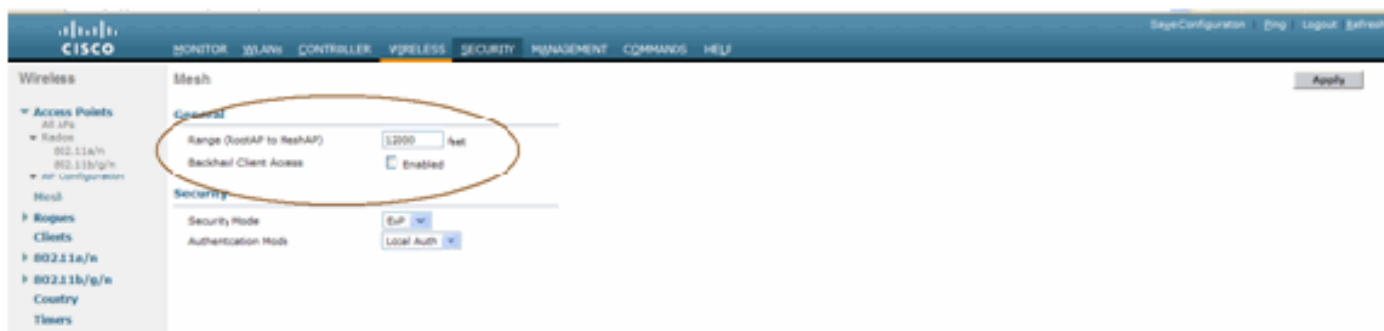 SaveConfiguration Ping Logout Refresh
CISCO
MONITOR WLANs CONTROLLER WIRELESS SECURITY MANAGEMENT COMMANDS HELP
Wireless
Mesh
Apply
Access Points
All APs
Radios
802.11a/n
802.11b/g/n
AP Configuration
Mesh
Rogues
Clients
802.11a/n
802.11b/g/n
Country
Timers
General
Range (RootAP to MeshAP) 12000 feet
Backhaul Client Access Enabled
Security
Security Mode EAP
Authentication Mode Local Auth